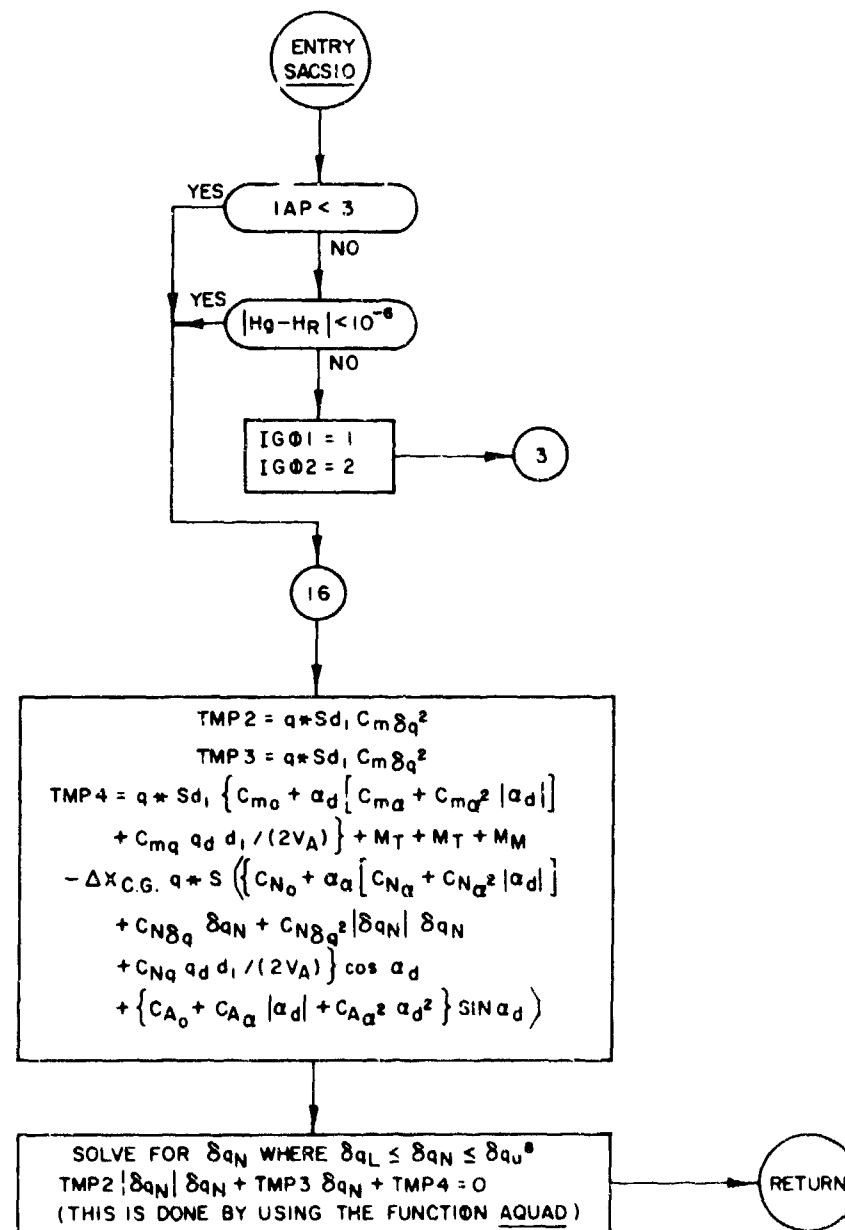 ENTRY
SACS10
YES
IAP < 3
NO
YES
|Hg-HR| < 10⁻⁶
NO
IGΦ1 = 1
IGΦ2 = 2
3
16
TMP2 = q* Sd₁ Cmδq²
TMP3 = q* Sd₁ Cmδq²
TMP4 = q* Sd₁ {Cm₀ + αd [Cmα + Cmα² |αd|]
+ Cmq qd d₁ /(2VA)} + MT + MT + MM
- ΔXC.G. q* S ⟨{CN₀ + αα [CNα + CNα² |αd|]
+ CNδq δqN + CNδq² |δqN| δqN
+ CNq qd d₁ /(2VA)} cos αd
+ {CA₀ + CAα |αd| + CAα² αd²} SIN αd⟩
SOLVE FOR δqN WHERE δqL ≤ δqN ≤ δqu⁸
TMP2 |δqN| δqN + TMP3 δqN + TMP4 = 0
(THIS IS DONE BY USING THE FUNCTIΦN AQUAD)
RETURN